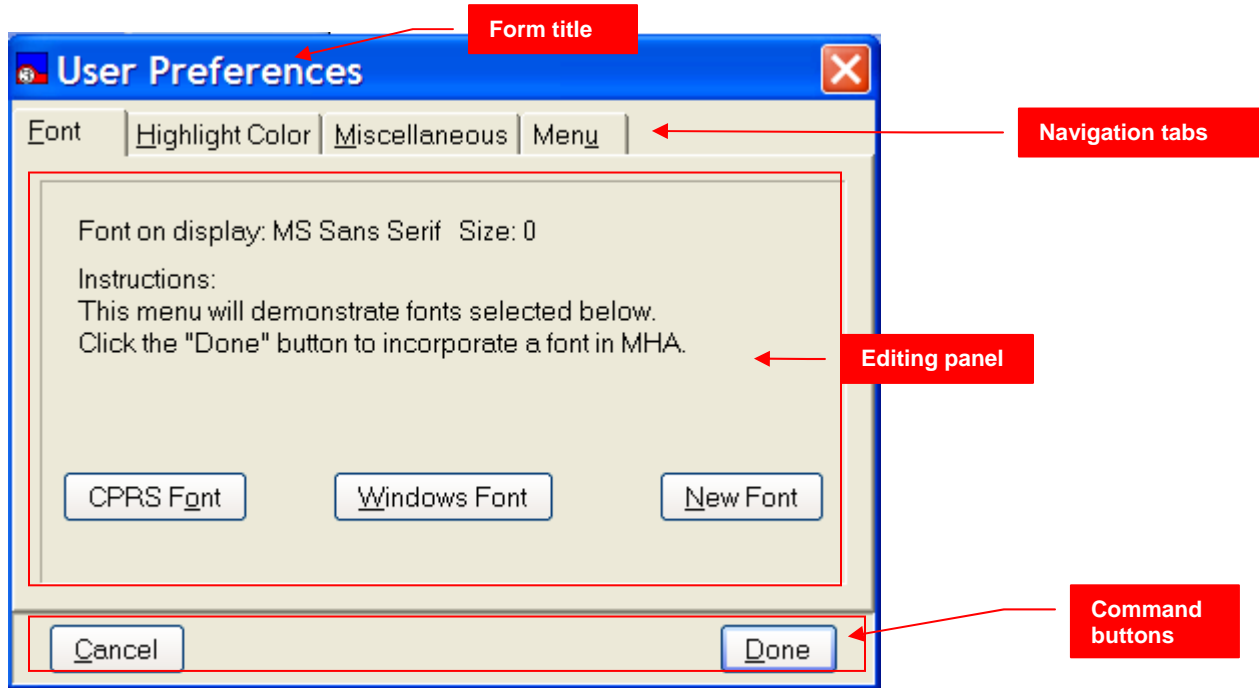 Form title
User Preferences
Font Highlight Color Miscellaneous Menu
Navigation tabs
Font on display: MS Sans Serif Size: 0
Instructions:
This menu will demonstrate fonts selected below.
Click the "Done" button to incorporate a font in MHA.
Editing panel
CPRS Font Windows Font New Font
Command
buttons
Cancel Done